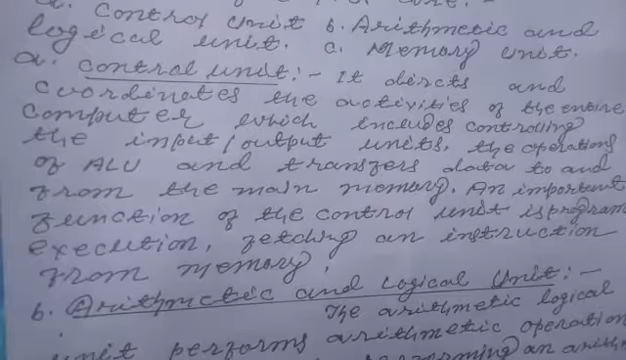 a. Control Unit b. Arithmetic and
logical unit. c. Memory unit.
a. Control unit :- It dircts and
coordinates the activities of the entire
computer which includes controlling
the input/output units, the operations
of ALU and transfers data to and
from the main memory. An important
function of the control unit is program
execution, fetching an instruction
from memory.
b. Arithmetic and Logical Unit :-
The arithmetic logical
unit performs arithmetic operation
an